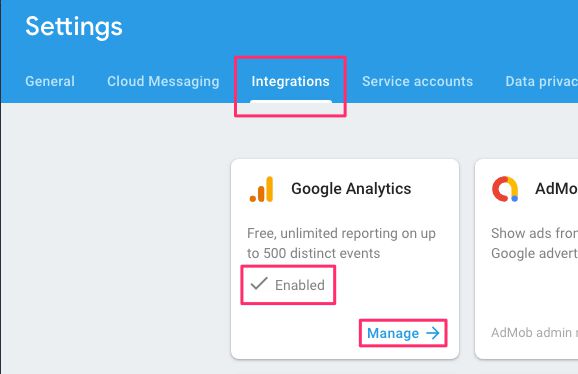 Settings
General Cloud Messaging Integrations Service accounts Data privac
Google Analytics
Free, unlimited reporting on up
to 500 distinct events
Enabled
Manage
AdMo
Show ads from
Google advert
AdMob admin r